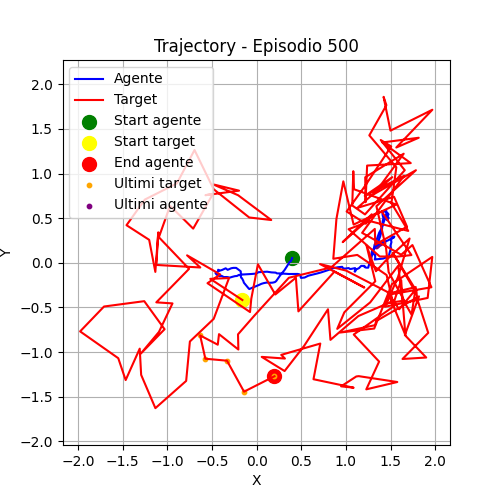 Trajectory - Episodio 500
Agente
Target
Start agente
Start target
End agente
Ultimi target
Ultimi agente
2.0
1.5
1.0
0.5
0.0
−0.5
−1.0
−1.5
−2.0
Y
−2.0 −1.5 −1.0 −0.5 0.0 0.5 1.0 1.5 2.0
X